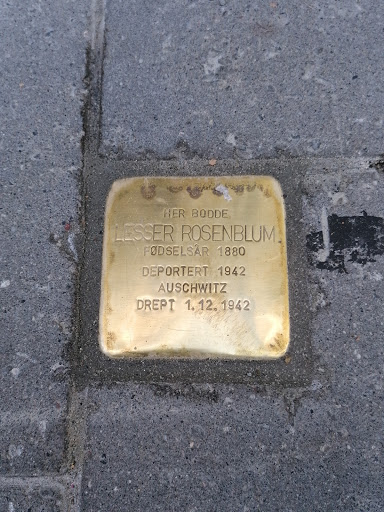 HER BODDE
LESSER ROSENBLUM
FØDSELSÅR 1880
DEPORTERT 1942
AUSCHWITZ
DREPT 1.12.1942